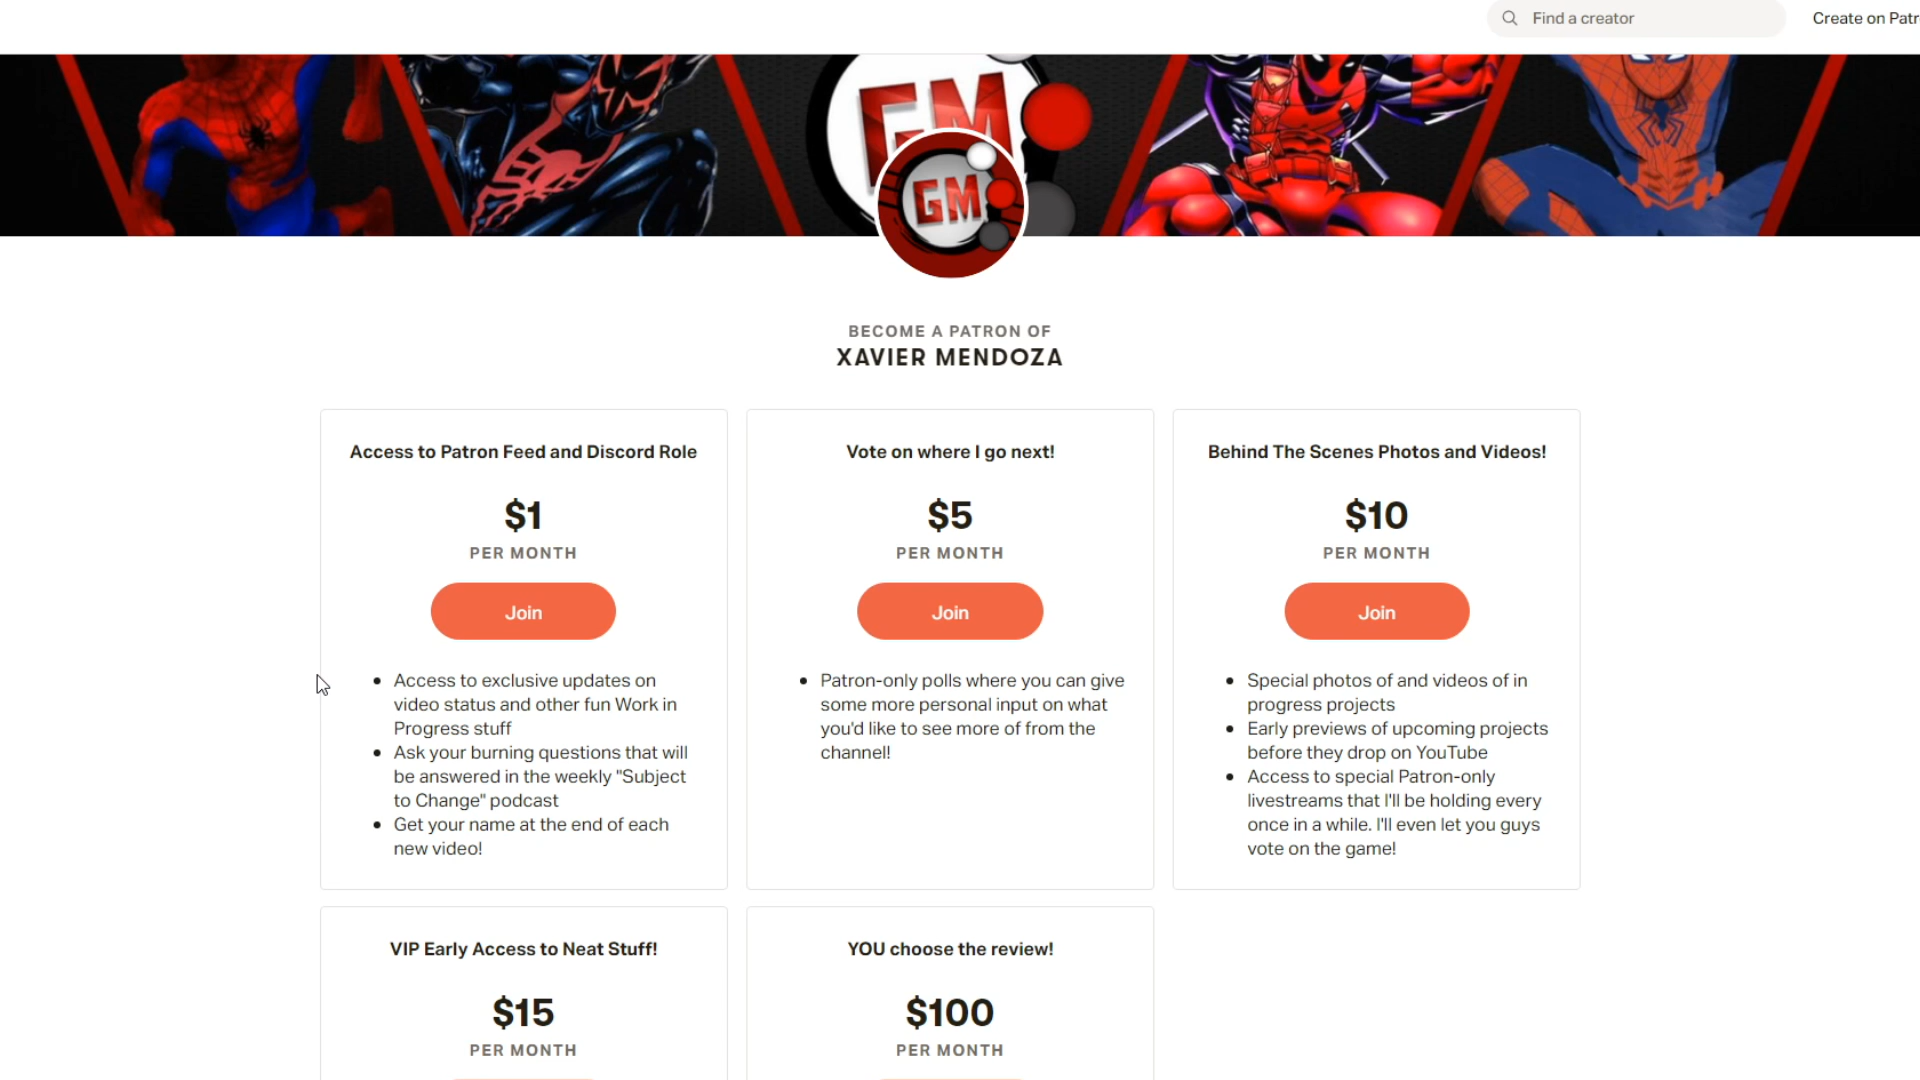 Find a creator
Create on Patr
GM
GM
BECOME A PATRON OF
XAVIER MENDOZA
Access to Patron Feed and Discord Role
$1
PER MONTH
Join
Access to exclusive updates on
video status and other fun Work in
Progress stuff
Ask your burning questions that will
be answered in the weekly "Subject
to Change" podcast
Get your name at the end of each
new video!
Vote on where I go next!
$5
PER MONTH
Join
Patron-only polls where you can give
some more personal input on what
you'd like to see more of from the
channel!
Behind The Scenes Photos and Videos!
$10
PER MONTH
Join
Special photos of and videos of in
progress projects
Early previews of upcoming projects
before they drop on YouTube
Access to special Patron-only
livestreams that I'll be holding every
once in a while. I'll even let you guys
vote on the game!
VIP Early Access to Neat Stuff!
$15
PER MONTH
YOU choose the review!
$100
PER MONTH